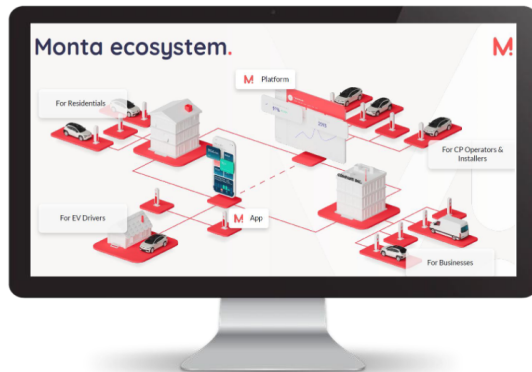 Monta ecosystem.
M
M Platform
For Residentials
For CP Operators &
Installers
For EV Drivers
M App
For Businesses